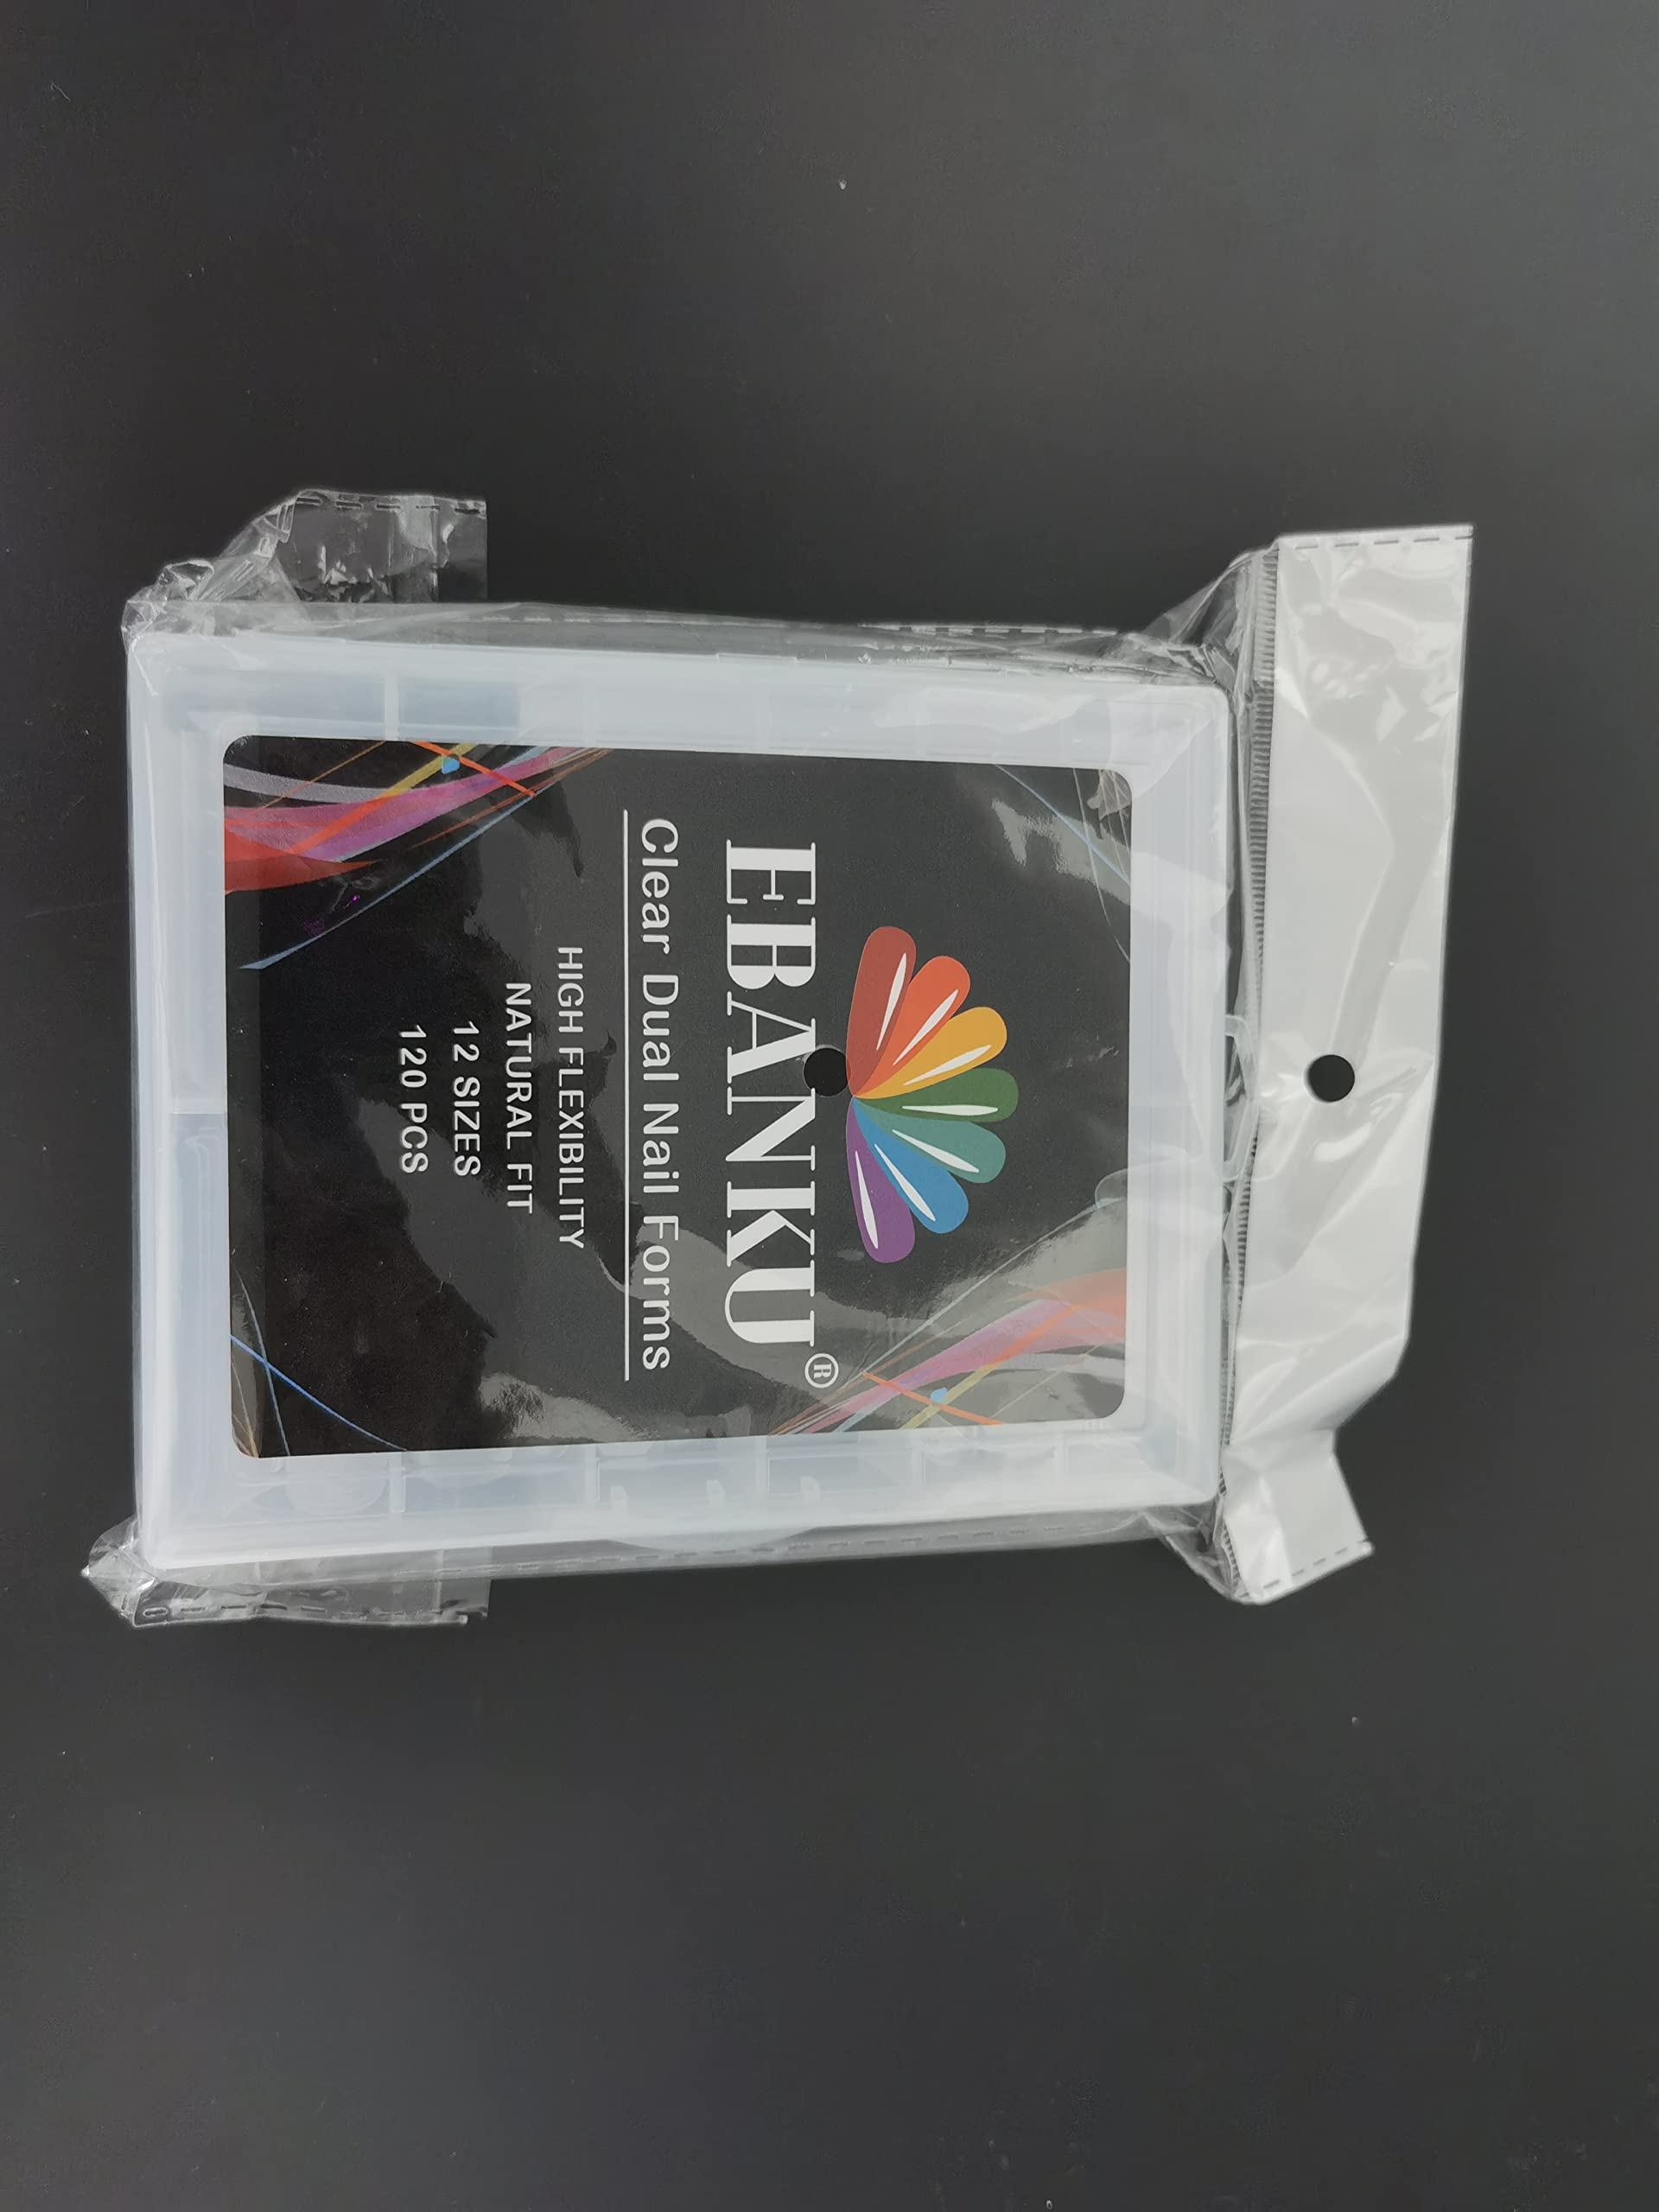 EBANKU®
Clear Dual Nail Forms
HIGH FLEXIBILITY
NATURAL FIT
12 SIZES
120 PCS